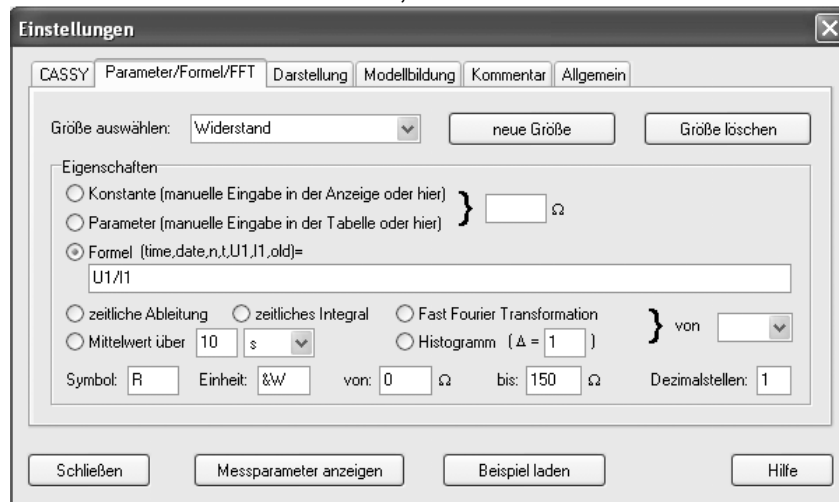 Einstellungen
CASSY Parameter/Formel/FFT Darstellung Modellbildung Kommentar Allgemein
Größe auswählen: Widerstand neue Größe Größe löschen
Eigenschaften
Konstante (manuelle Eingabe in der Anzeige oder hier)
Parameter (manuelle Eingabe in der Tabelle oder hier) } Ω
Formel (time,date,n,t,U1,I1,old)=
U1/I1
zeitliche Ableitung zeitliches Integral Fast Fourier Transformation
Mittelwert über 10 s Histogramm (Δ = 1 ) } von
Symbol: R Einheit: &W von: 0 Ω bis: 150 Ω Dezimalstellen: 1
Schließen Messparameter anzeigen Beispiel laden Hilfe